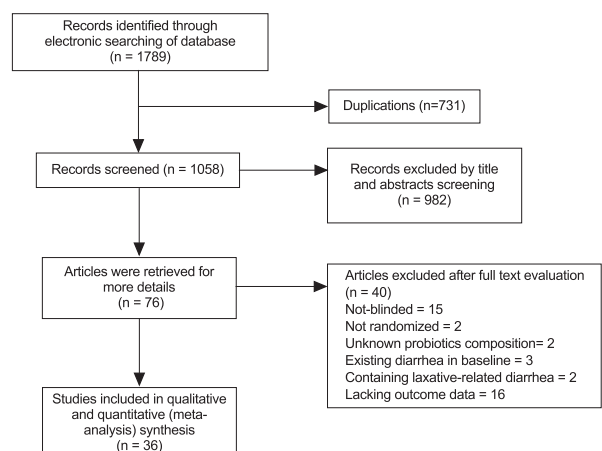 Records identified through
electronic searching of database
(n = 1789)
Duplications (n=731)
Records screened (n = 1058)
Records excluded by title
and abstracts screening
(n = 982)
Articles were retrieved for
more details
(n = 76)
Articles excluded after full text evaluation
(n = 40)
Not-blinded = 15
Not randomized = 2
Unknown probiotics composition= 2
Existing diarrhea in baseline = 3
Containing laxative-related diarrhea = 2
Lacking outcome data = 16
Studies included in qualitative
and quantitative (meta-
analysis) synthesis
(n = 36)